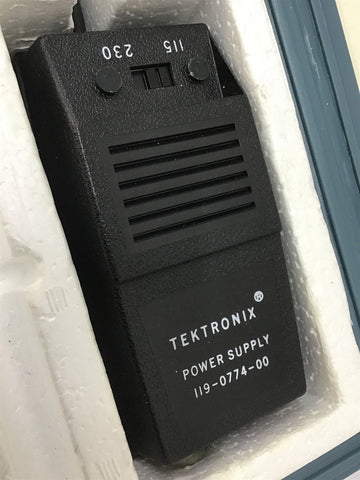 230 115
TEKTRONIX®
POWER SUPPLY
119-0774-00